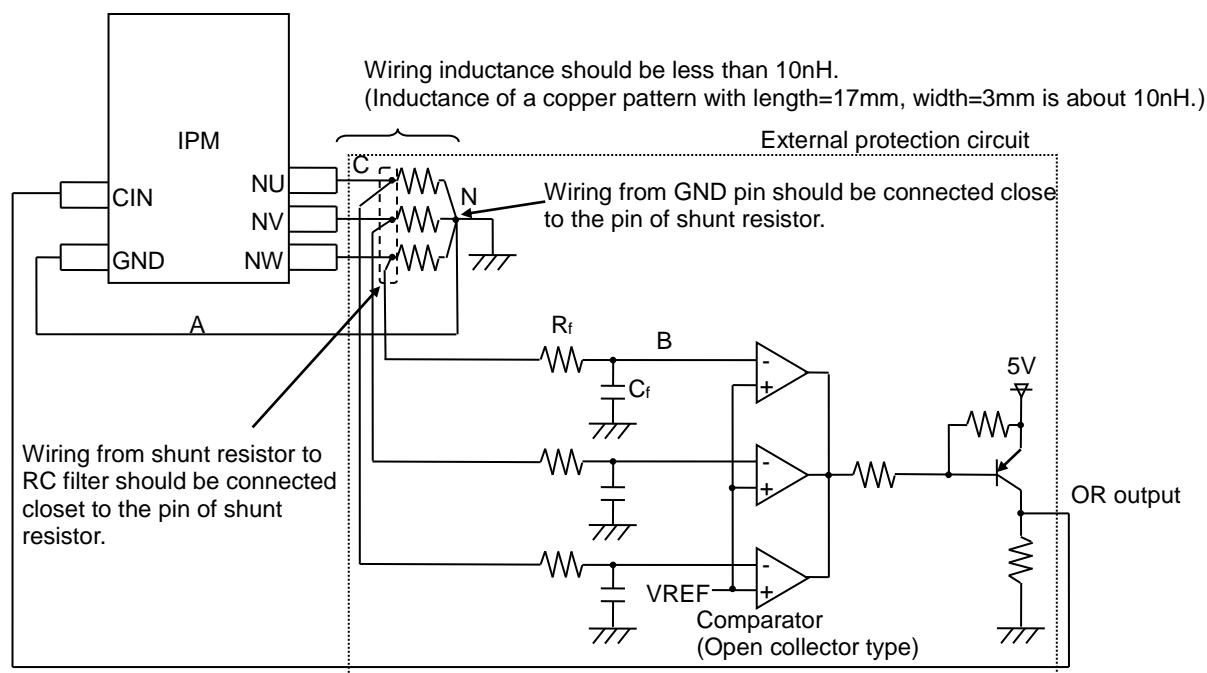 Wiring inductance should be less than 10nH.
(Inductance of a copper pattern with length=17mm, width=3mm is about 10nH.)
IPM
External protection circuit
C
NU
N
Wiring from GND pin should be connected close
to the pin of shunt resistor.
CIN
NV
GND
NW
A
Rf
B
-
+
Cf
5V
Wiring from shunt resistor to
RC filter should be connected
closet to the pin of shunt
resistor.
-
+
OR output
-
+
VREF
Comparator
(Open collector type)